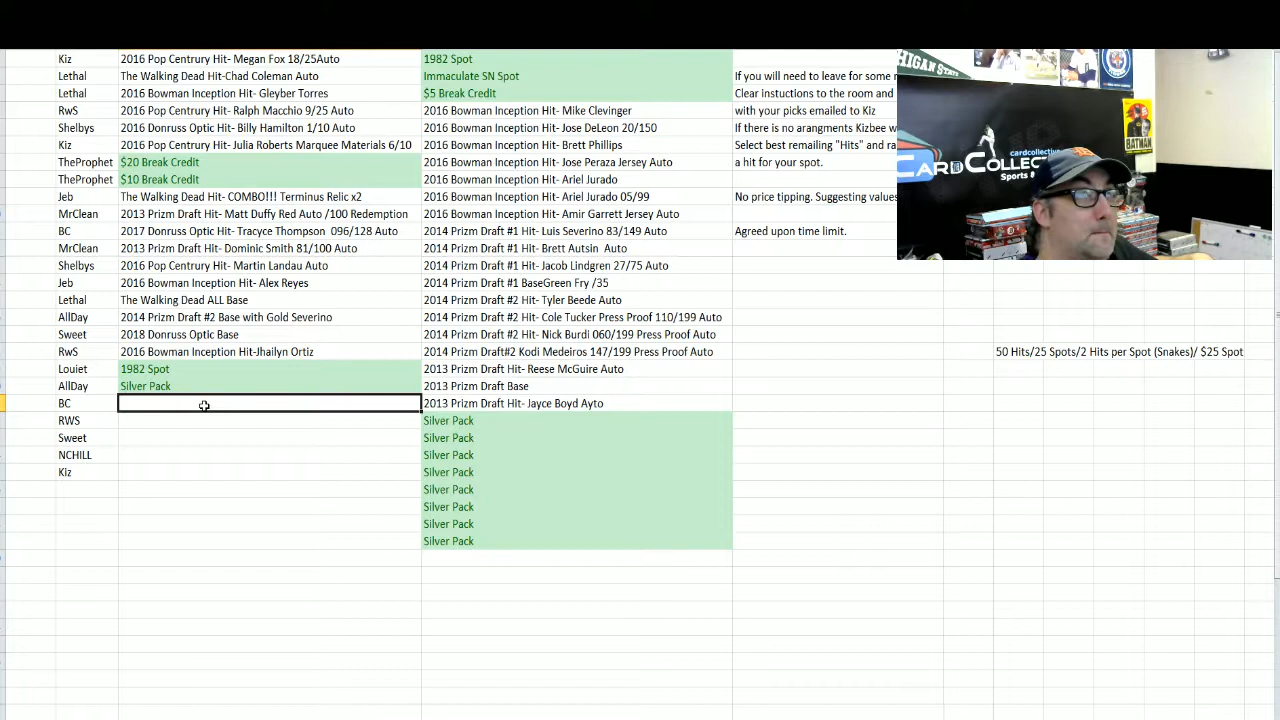 Kiz 2016 Pop Centrury Hit- Megan Fox 18/25Auto 1982 Spot
Lethal The Walking Dead Hit-Chad Coleman Auto Immaculate SN Spot If you will need to leave for some
Lethal 2016 Bowman Inception Hit- Gleyber Torres $5 Break Credit Clear instuctions to the room and
RwS 2016 Pop Centrury Hit- Ralph Macchio 9/25 Auto 2016 Bowman Inception Hit- Mike Clevinger with your picks emailed to Kiz
Shelbys 2016 Donruss Optic Hit- Billy Hamilton 1/10 Auto 2016 Bowman Inception Hit- Jose DeLeon 20/150 If there is no arangments Kizbee w
Kiz 2016 Pop Centrury Hit- Julia Roberts Marquee Materials 6/10 2016 Bowman Inception Hit- Brett Phillips Select best remailing "Hits" and ra
TheProphet $20 Break Credit 2016 Bowman Inception Hit- Jose Peraza Jersey Auto a hit for your spot.
TheProphet $10 Break Credit 2016 Bowman Inception Hit- Ariel Jurado
Jeb The Walking Dead Hit- COMBO!!! Terminus Relic x2 2016 Bowman Inception Hit- Ariel Jurado 05/99 No price tipping. Suggesting values
MrClean 2013 Prizm Draft Hit- Matt Duffy Red Auto /100 Redemption 2016 Bowman Inception Hit- Amir Garrett Jersey Auto
BC 2017 Donruss Optic Hit- Tracyce Thompson 096/128 Auto 2014 Prizm Draft #1 Hit- Luis Severino 83/149 Auto Agreed upon time limit.
MrClean 2013 Prizm Draft Hit- Dominic Smith 81/100 Auto 2014 Prizm Draft #1 Hit- Brett Autsin Auto
Shelbys 2016 Pop Centrury Hit- Martin Landau Auto 2014 Prizm Draft #1 Hit- Jacob Lindgren 27/75 Auto
Jeb 2016 Bowman Inception Hit- Alex Reyes 2014 Prizm Draft #1 BaseGreen Fry /35
Lethal The Walking Dead ALL Base 2014 Prizm Draft #2 Hit- Tyler Beede Auto
AllDay 2014 Prizm Draft #2 Base with Gold Severino 2014 Prizm Draft #2 Hit- Cole Tucker Press Proof 110/199 Auto
Sweet 2018 Donruss Optic Base 2014 Prizm Draft #2 Hit- Nick Burdi 060/199 Press Proof Auto
RwS 2016 Bowman Inception Hit-Jhailyn Ortiz 2014 Prizm Draft#2 Kodi Medeiros 147/199 Press Proof Auto 50 Hits/25 Spots/2 Hits per Spot (Snakes)/ $25 Spot
Louiet 1982 Spot 2013 Prizm Draft Hit- Reese McGuire Auto
AllDay Silver Pack 2013 Prizm Draft Base
BC 2013 Prizm Draft Hit- Jayce Boyd Ayto
RWS Silver Pack
Sweet Silver Pack
NCHILL Silver Pack
Kiz Silver Pack
Silver Pack
Silver Pack
Silver Pack
Silver Pack
HIGAN STATE
BATMAN
cardcollective
CARDCOLLECT
Sports &